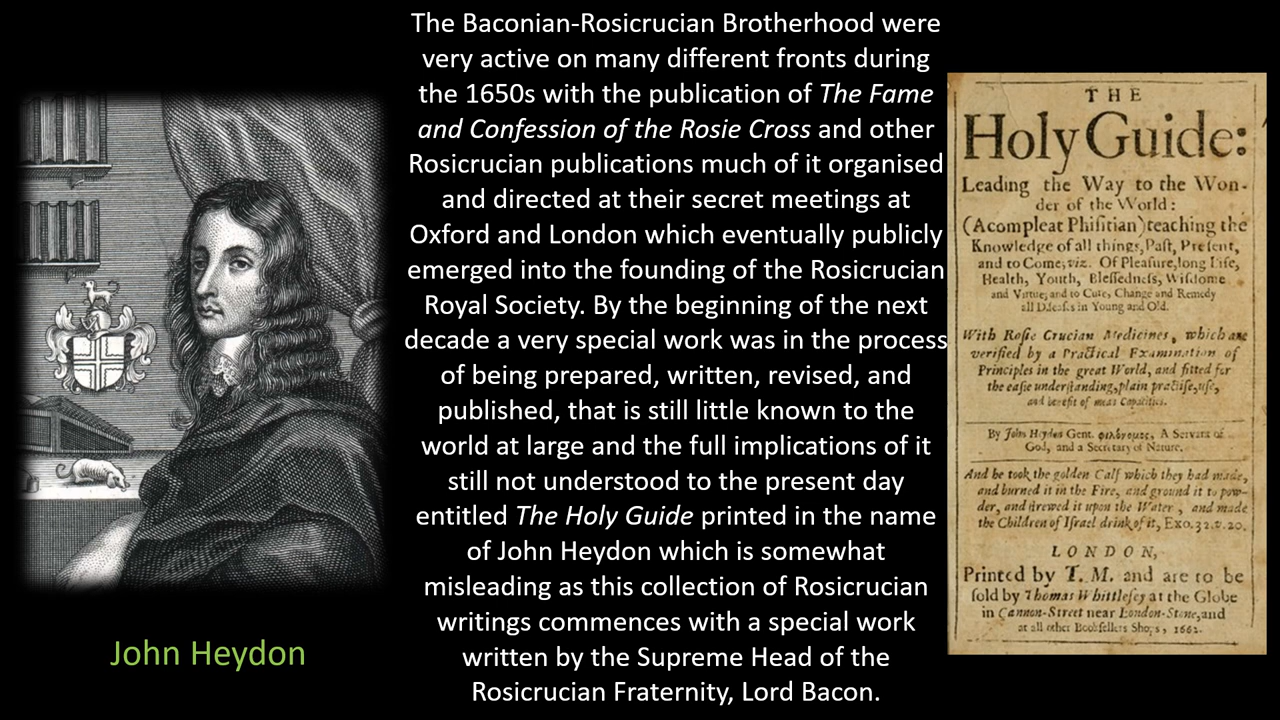 The Baconian-Rosicrucian Brotherhood were
very active on many different fronts during
the 1650s with the publication of The Fame
and Confession of the Rosie Cross and other
Rosicrucian publications much of it organised
and directed at their secret meetings at
Oxford and London which eventually publicly
emerged into the founding of the Rosicrucian
Royal Society. By the beginning of the next
decade a very special work was in the process
of being prepared, written, revised, and
published, that is still little known to the
world at large and the full implications of it
still not understood to the present day
entitled The Holy Guide printed in the name
of John Heydon which is somewhat
misleading as this collection of Rosicrucian
writings commences with a special work
written by the Supreme Head of the
Rosicrucian Fraternity, Lord Bacon.
John Heydon
THE
Holy Guide:
Leading the Way to the Won-
der of the World:
(A compleat Phisitian) teaching the
Knowledge of all things, Past, Present,
and to Come; viz. Of Pleasure, long Life,
Health, Youth, Blessedness, Wisdome
and Virtue; and to Cure, Change and Remedy
all Diseases in Young and Old.
With Rosie Crucian Medicines, which are
verified by a Practical Examination of
Principles in the great World, and fitted for
the easie understanding, plain practise, use,
and benefit of mean Capacities.
By John Heydon Gent. φιλόνομος, A Servant of
God, and a Secretary of Nature.
And he took the golden Calf which they had made,
and burned it in the Fire, and ground it to pow-
der, and strewed it upon the Water, and made
the Children of Israel drink of it, Exo. 32. v. 20.
LONDON,
Printed by T. M. and are to be
sold by Thomas Whittlesey at the Globe
in Cannon-Street near London-Stone, and
at all other Booksellers Shops, 1662.